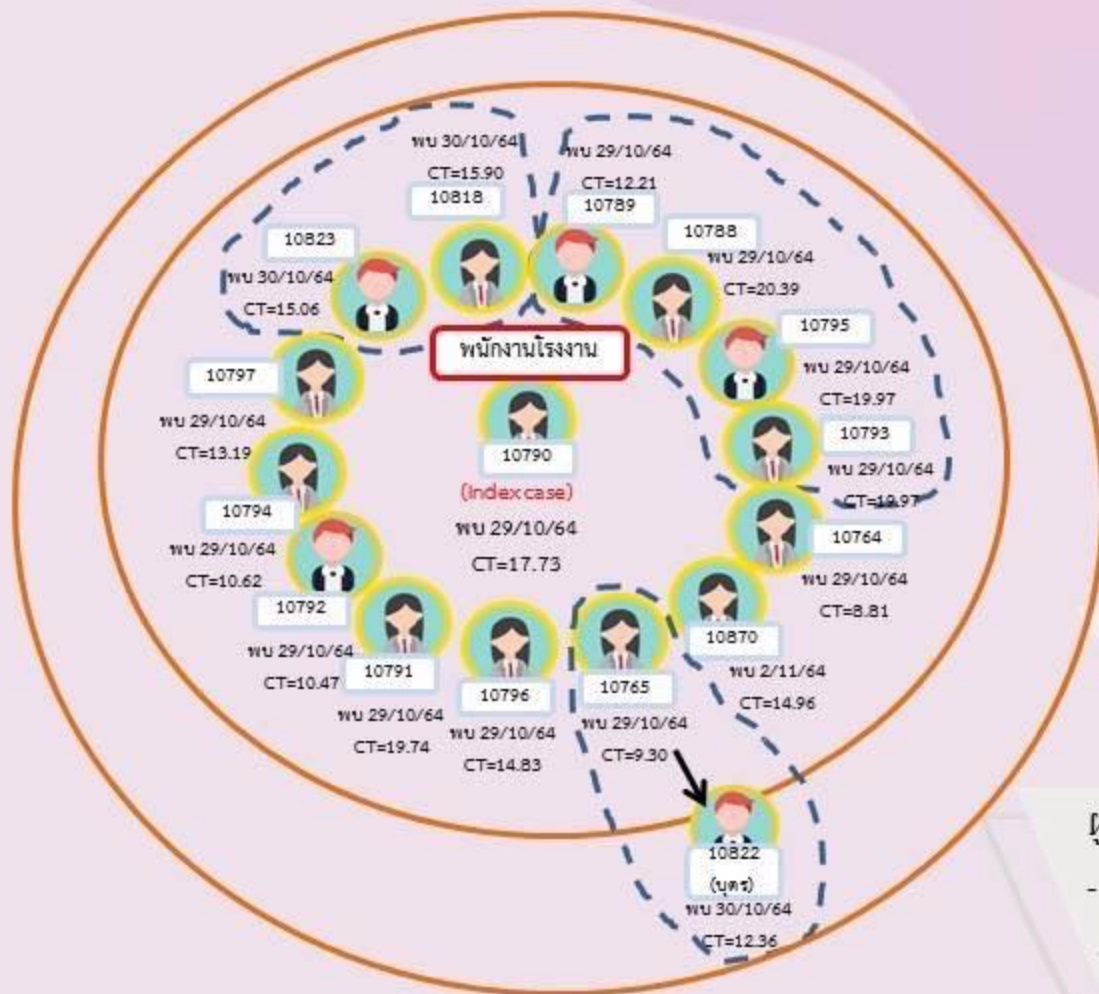 พบ 30/10/64
CT=15.90
10818
พบ 29/10/64
CT=12.21
10789
10788
พบ 29/10/64
CT=20.39
10823
พบ 30/10/64
CT=15.06
10795
พบ 29/10/64
CT=19.97
พนักงานโรงงาน
10797
พบ 29/10/64
CT=13.19
10790
(Index case)
พบ 29/10/64
CT=17.73
10793
พบ 29/10/64
CT=19.97
10794
พบ 29/10/64
CT=10.62
10764
พบ 29/10/64
CT=8.81
10792
พบ 29/10/64
CT=10.47
10791
พบ 29/10/64
CT=19.74
10796
พบ 29/10/64
CT=14.83
10765
พบ 29/10/64
CT=9.30
10870
พบ 2/11/64
CT=14.96
10822
(บุตร)
พบ 30/10/64
CT=12.36
-